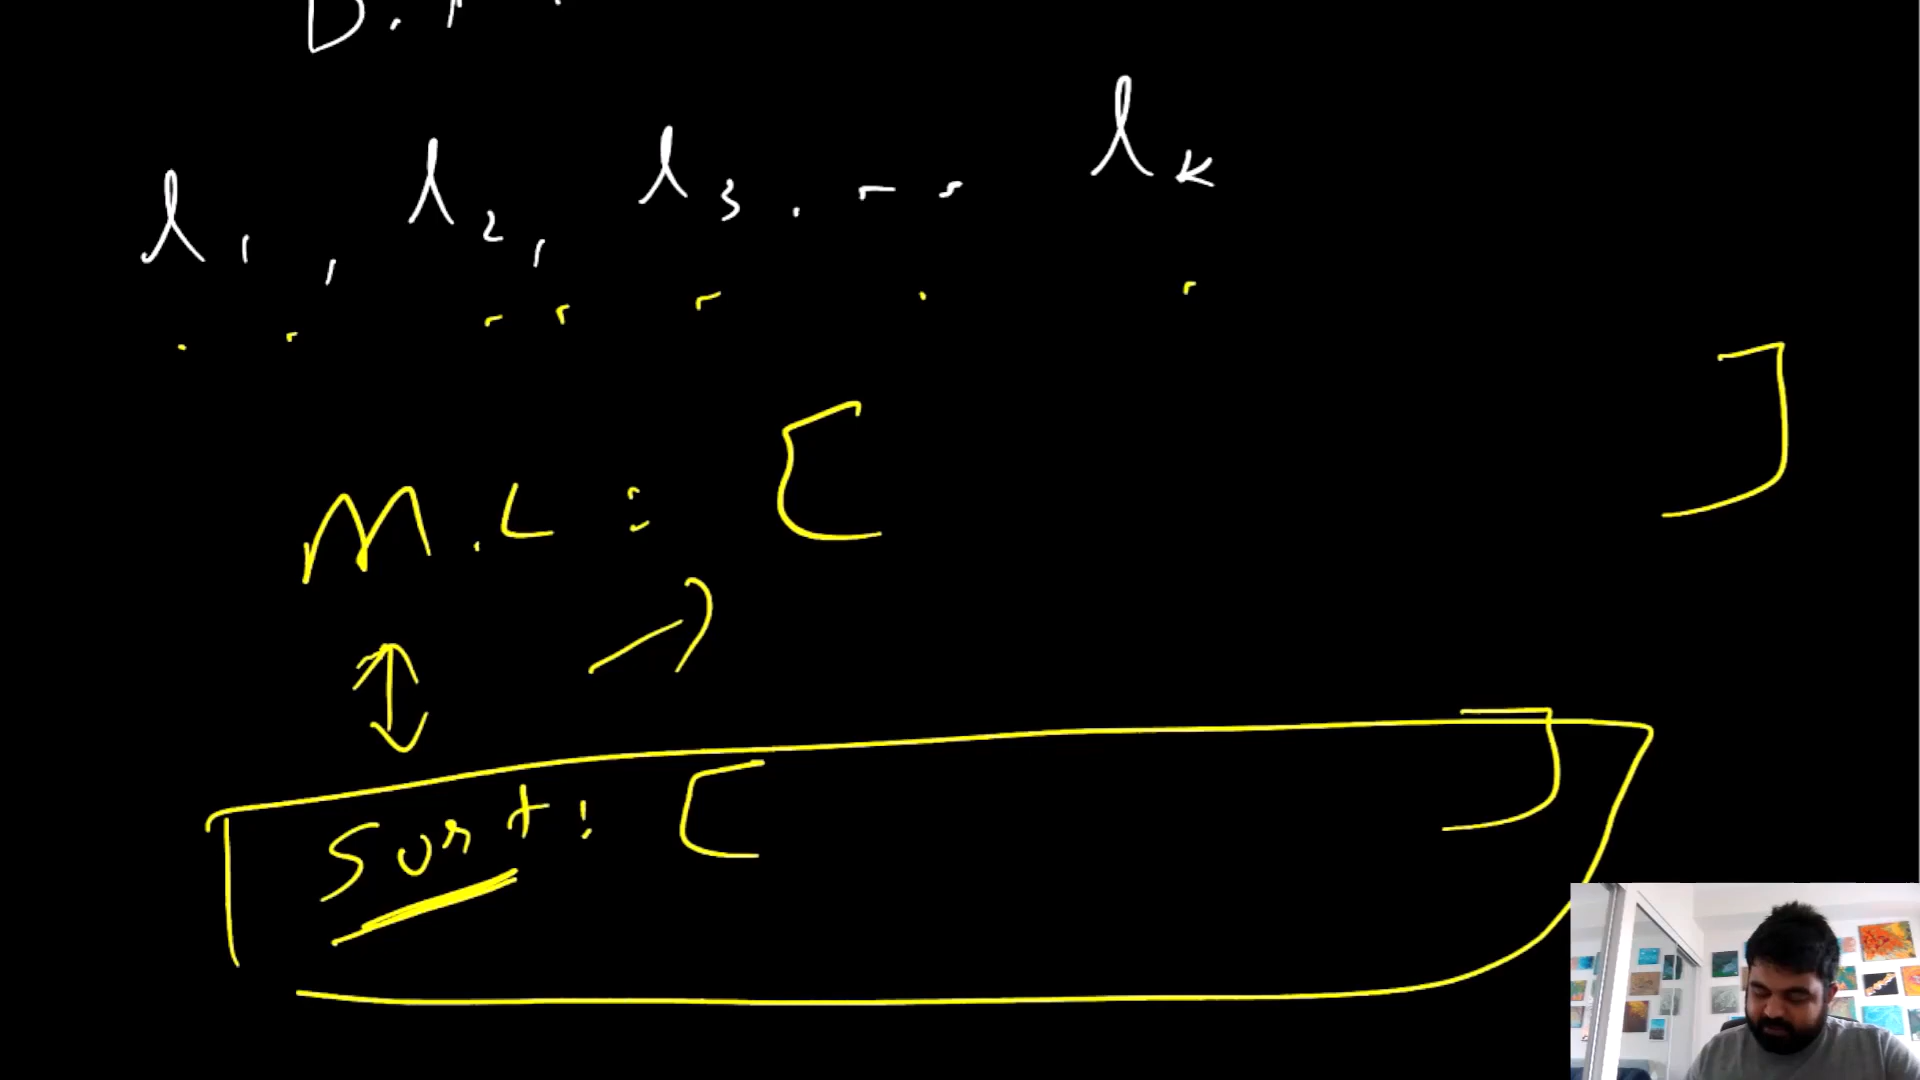 l1, l2, l3. - - lk
M.L :
Sort :